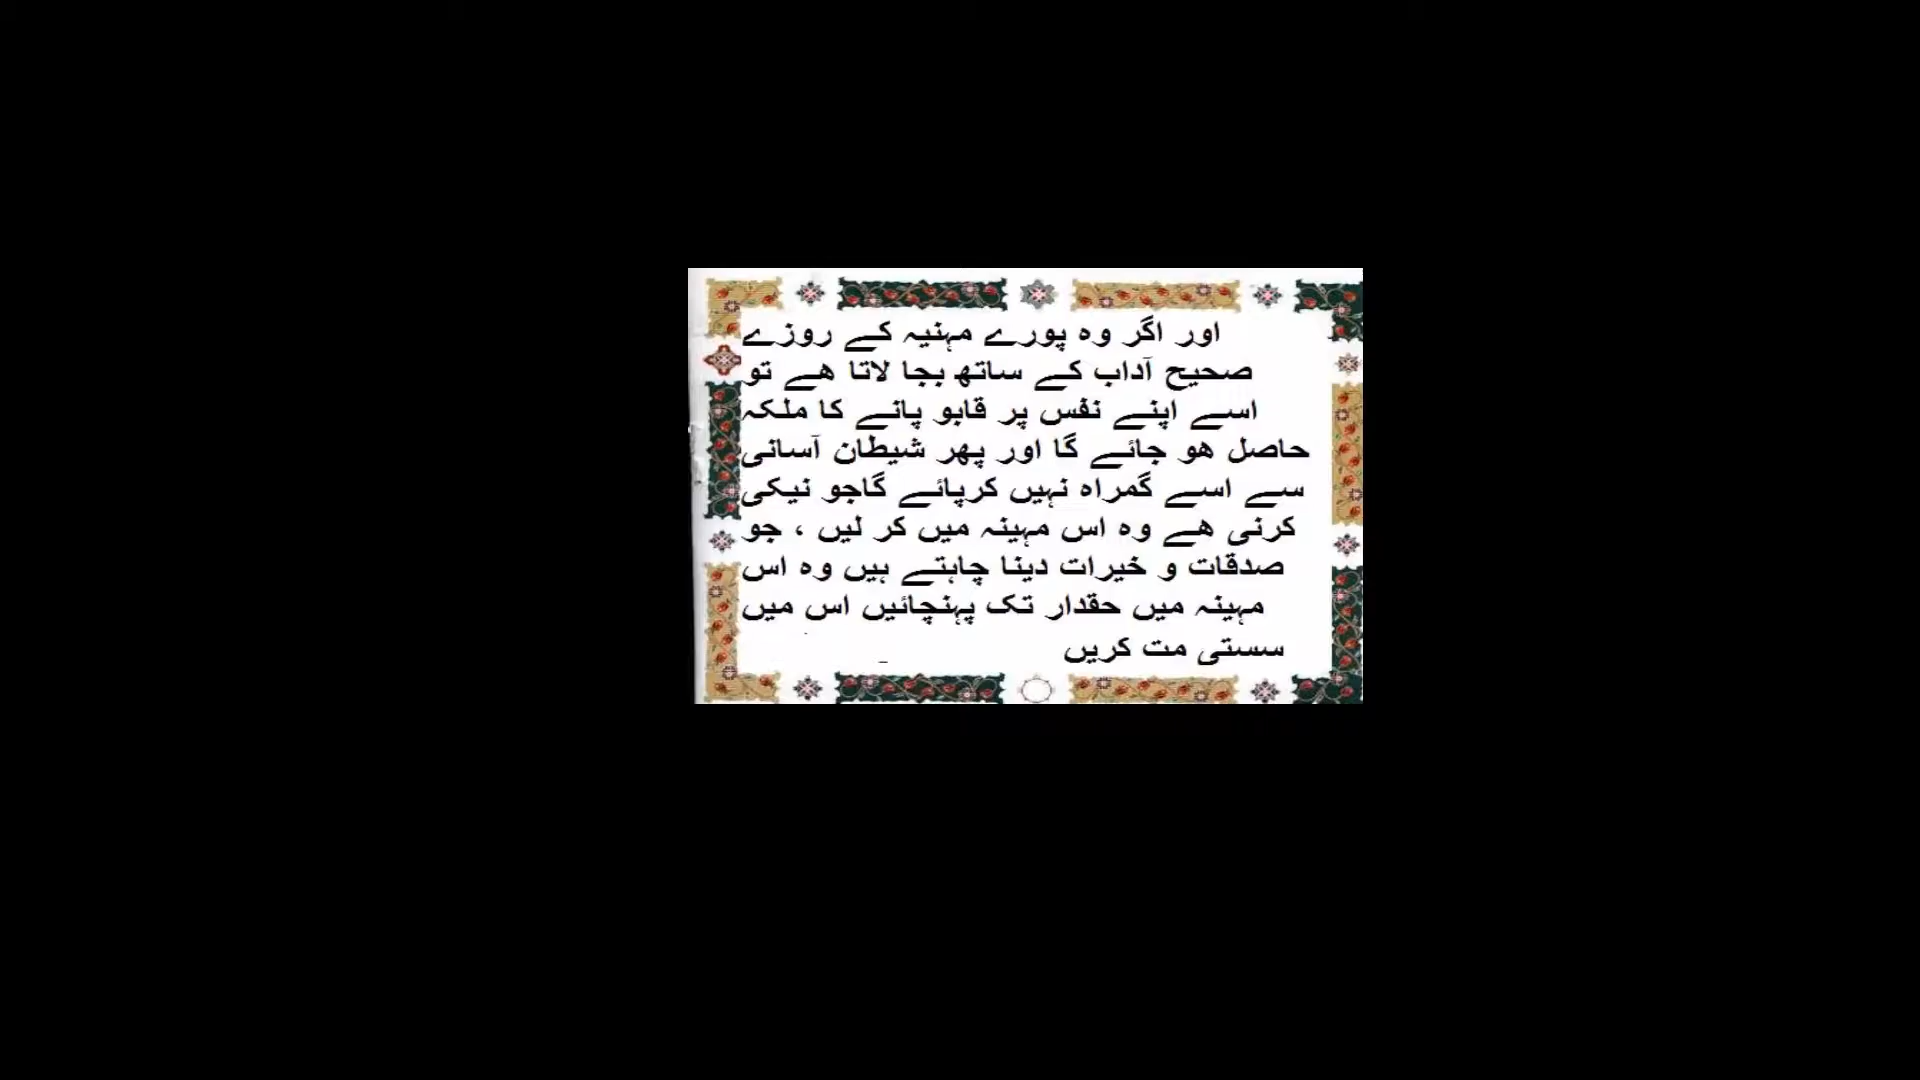 اور اگر وہ پورے مہنیہ کے روزے
صحیح آداب کے ساتھ بجا لاتا ھے تو
اسے اپنے نفس پر قابو پانے کا ملکہ
حاصل ھو جائے گا اور پھر شیطان آسانی
سے اسے گمراہ نہیں کرپائے گاجو نیکی
کرنی ھے وہ اس مہینہ میں کر لیں ، جو
صدقات و خیرات دینا چاہتے ہیں وہ اس
مہینہ میں حقدار تک پہنچائیں اس میں
سستی مت کریں